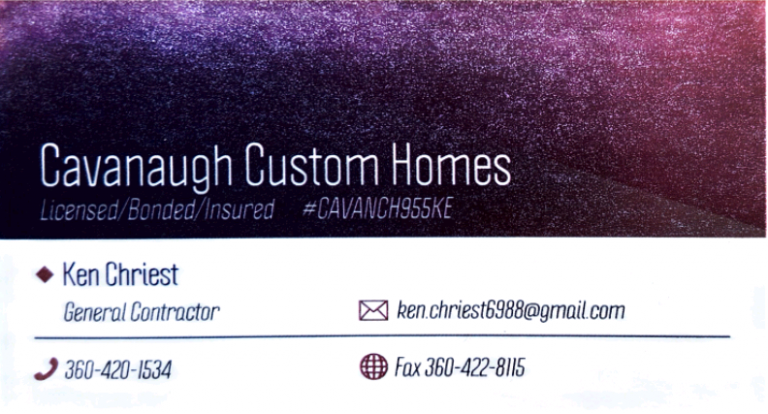 Cavanaugh Custom Homes
Licensed/Bonded/Insured #CAVANCH955KE
Ken Chriest
General Contractor
ken.chriest6988@gmail.com
360-420-1534
Fax 360-422-8115